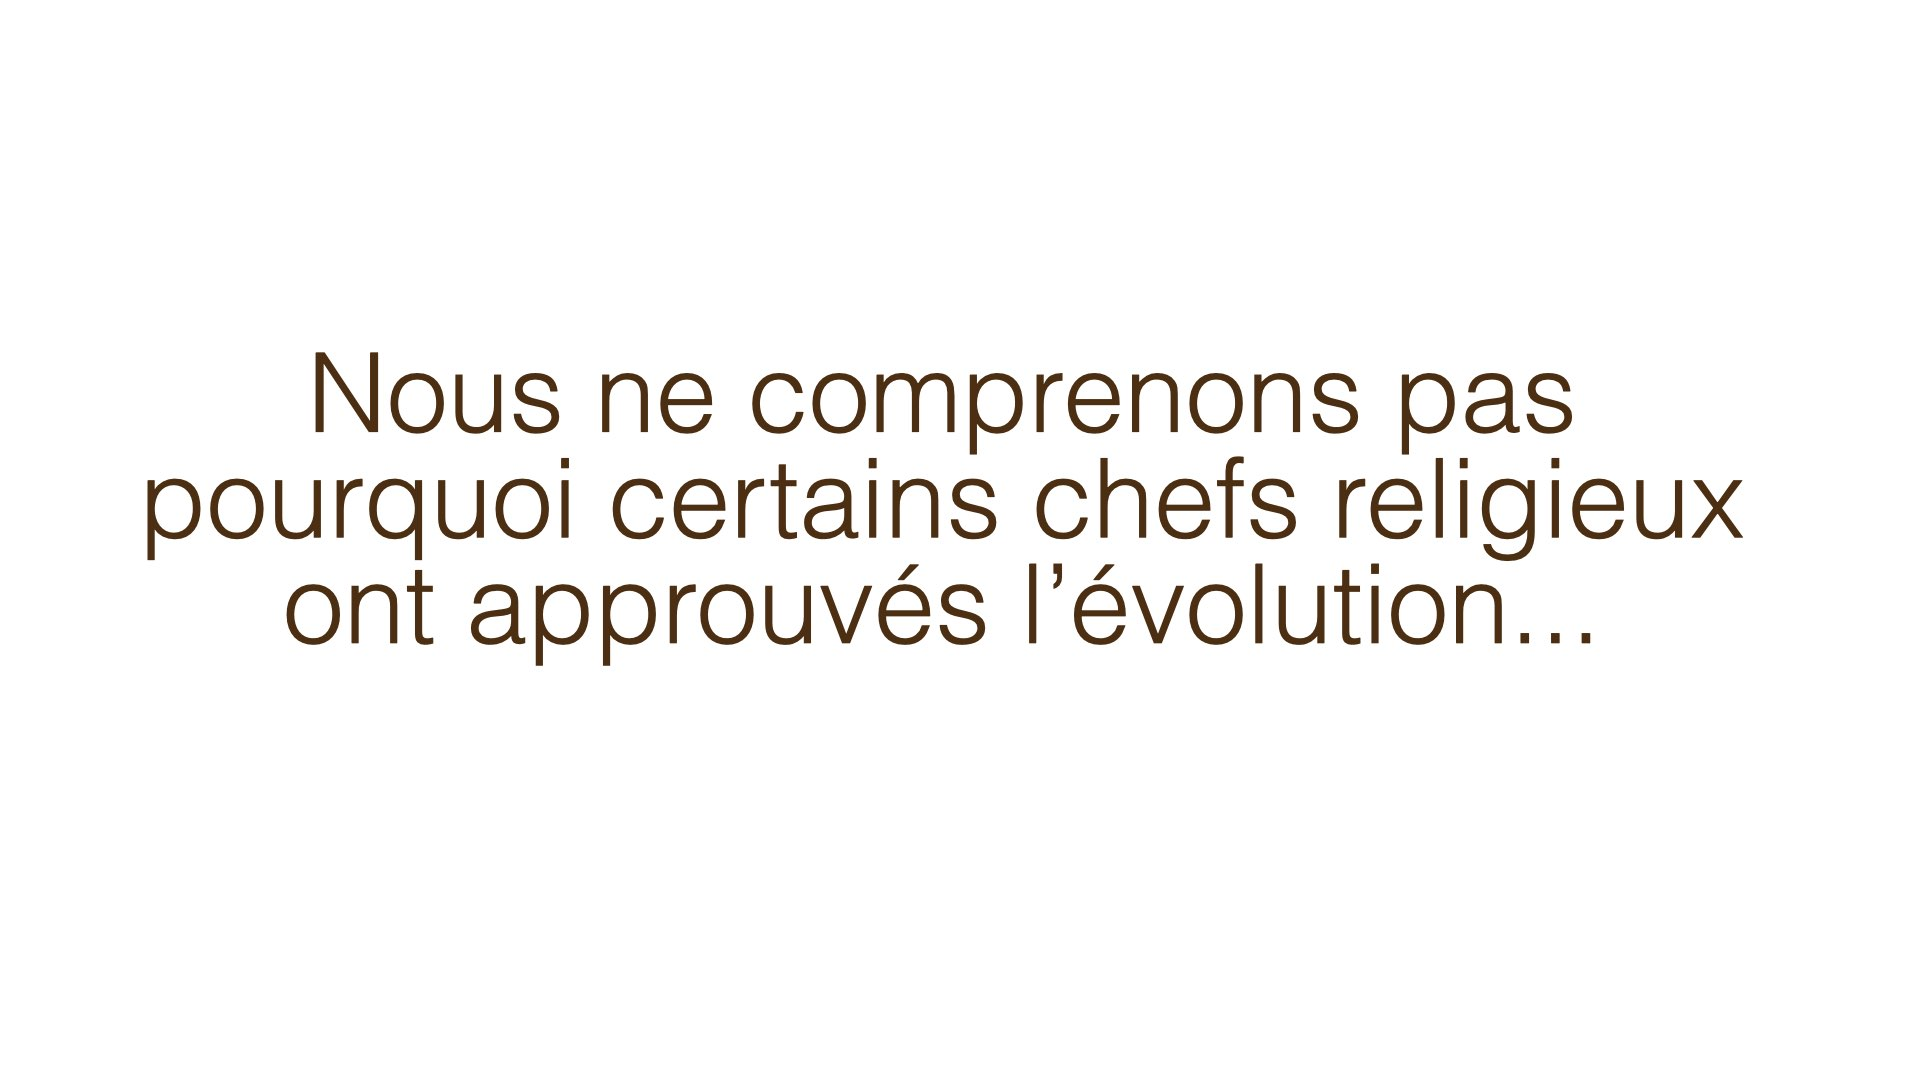 Nous ne comprenons pas
pourquoi certains chefs religieux
ont approuvés l’évolution...